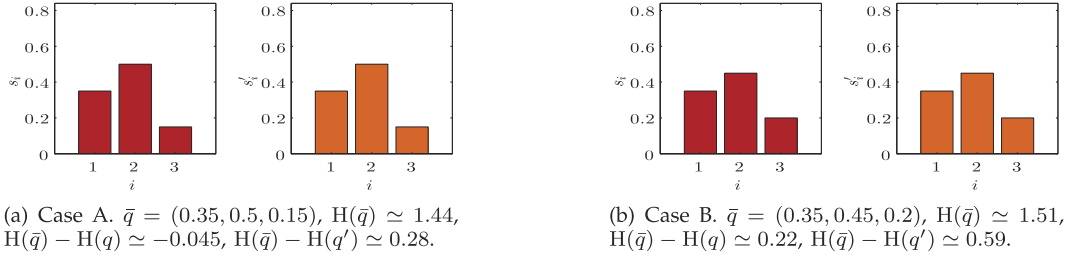 0.8
0.6
0.4
0.2
0
s_i
1 2 3
i
0.8
0.6
0.4
0.2
0
s'_i
1 2 3
i
(a) Case A. q̄ = (0.35, 0.5, 0.15), H(q̄) ≃ 1.44,
H(q̄) − H(q) ≃ −0.045, H(q̄) − H(q′) ≃ 0.28.
0.8
0.6
0.4
0.2
0
s_i
1 2 3
i
0.8
0.6
0.4
0.2
0
s'_i
1 2 3
i
(b) Case B. q̄ = (0.35, 0.45, 0.2), H(q̄) ≃ 1.51,
H(q̄) − H(q) ≃ 0.22, H(q̄) − H(q′) ≃ 0.59.